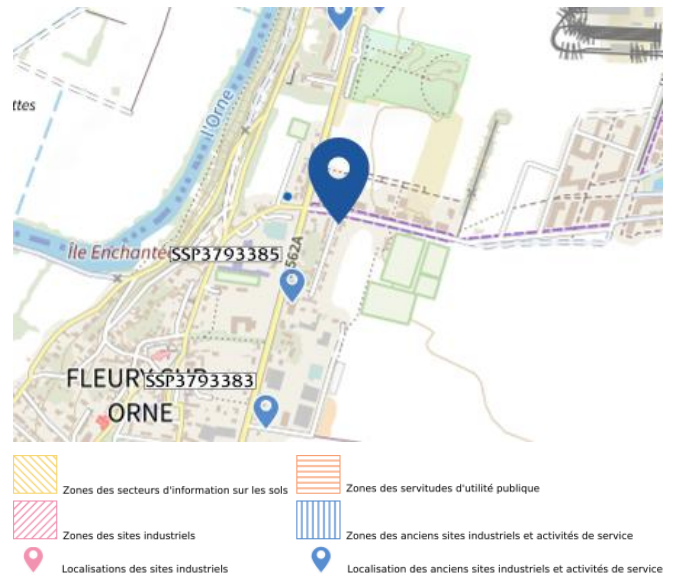 ttes
l'Orne
Île Enchantée
SSP3793385
562A
FLEURY SUR
SSP3793383
ORNE
Zones des secteurs d'information sur les sols
Zones des servitudes d'utilité publique
Zones des sites industriels
Zones des anciens sites industriels et activités de service
Localisations des sites industriels
Localisation des anciens sites industriels et activités de service